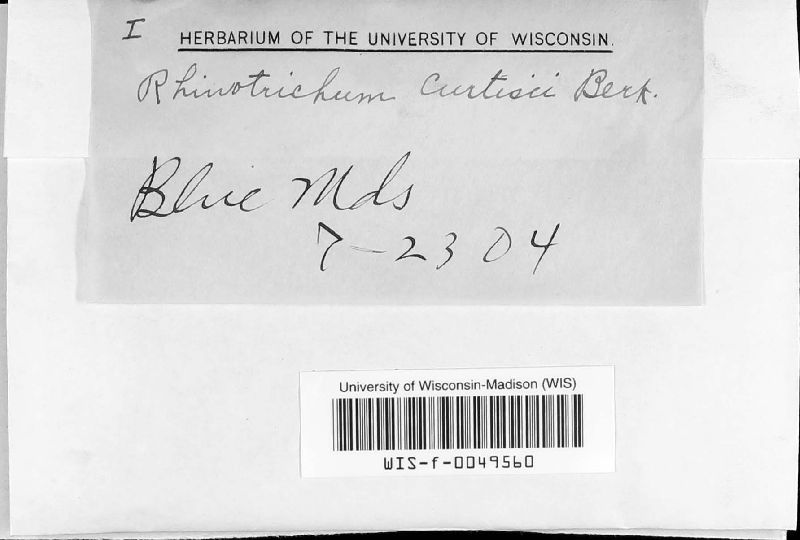 I
HERBARIUM OF THE UNIVERSITY OF WISCONSIN.
Rhinotrichum Curtisii Berk.
Blue Mds
7-23 04
University of Wisconsin-Madison (WIS)
WIS-f-0049560